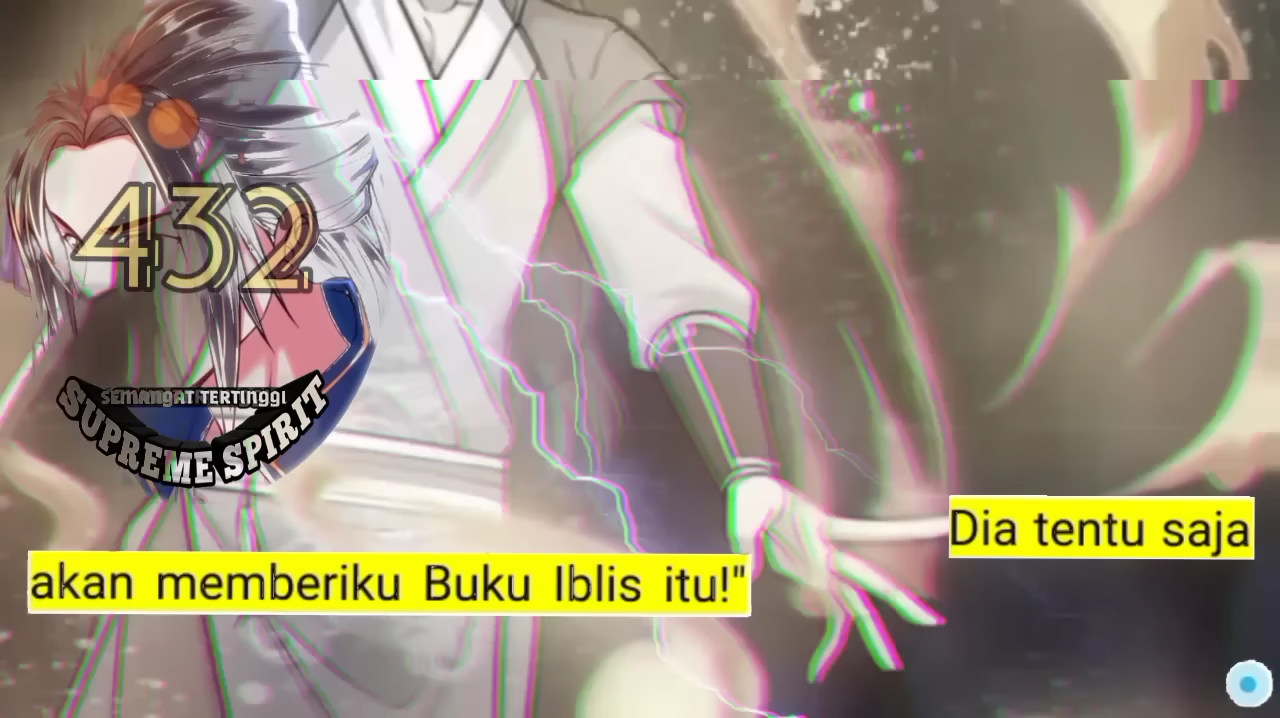 432
SEMANGAT TERTINGGI
SUPREME SPIRIT
Dia tentu saja
akan memberiku Buku Iblis itu!"